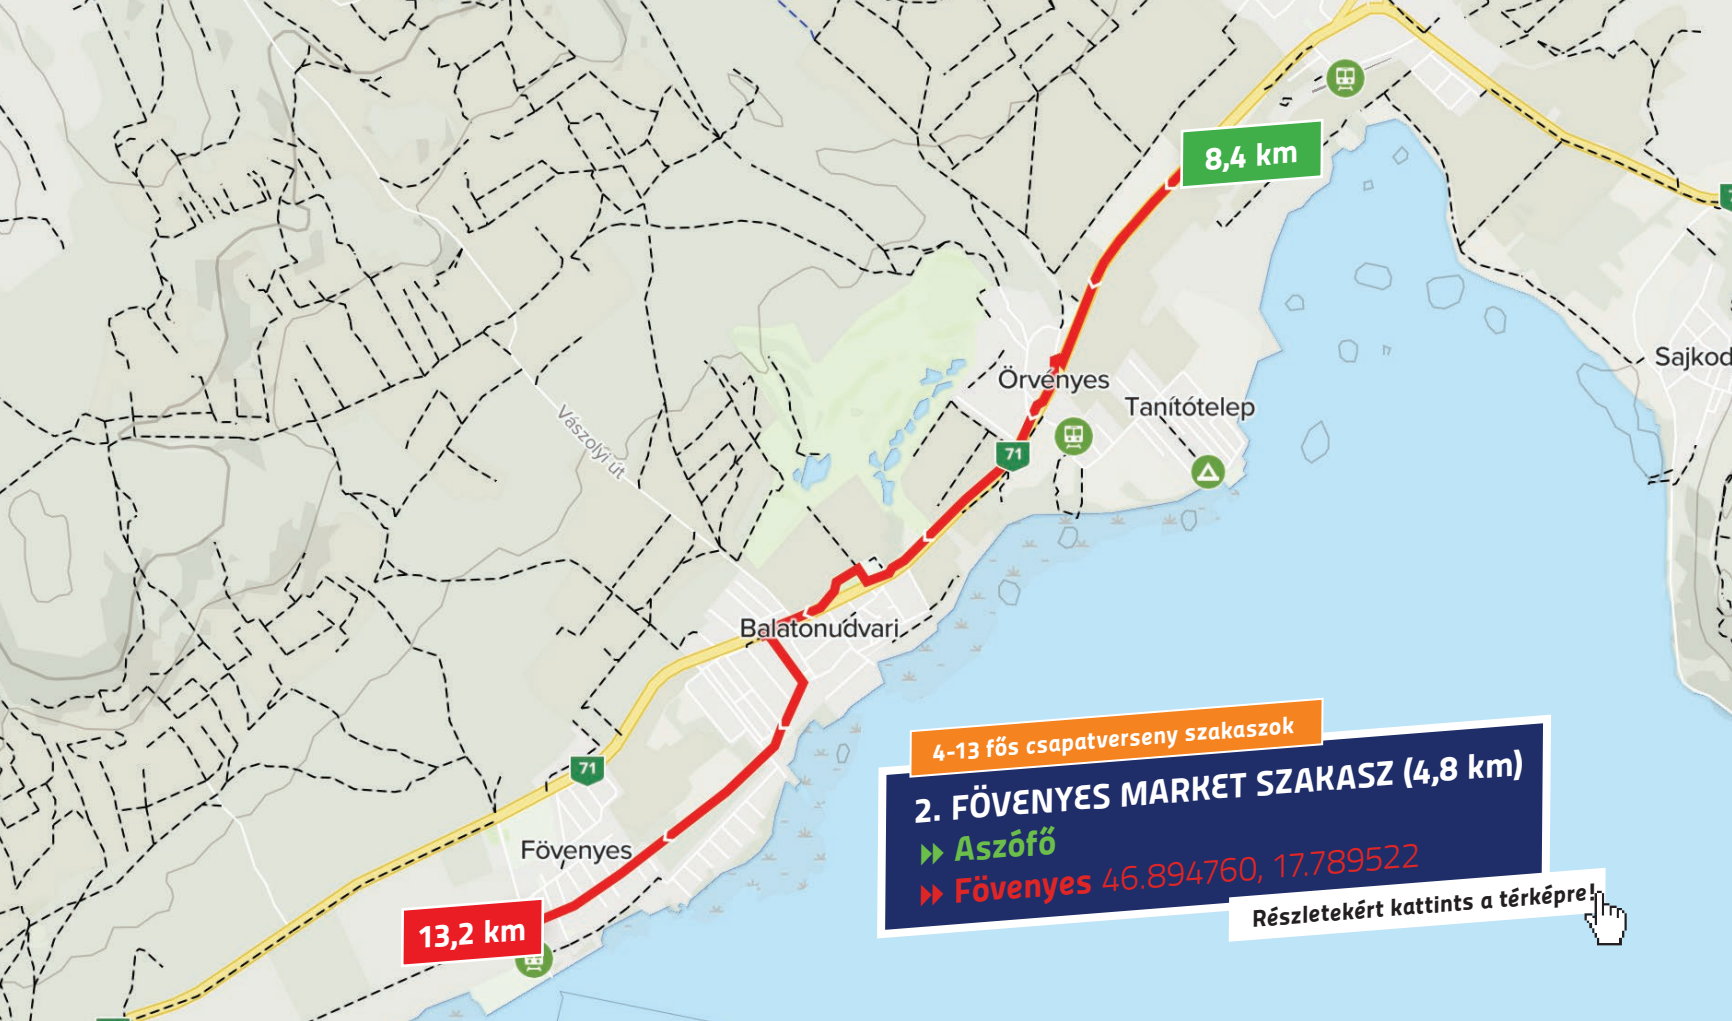 8,4 km
7
Sajkod
Örvényes
Tanítótelep
Vászolyi út
71
Balatonudvari
71
Fövenyes
13,2 km
4-13 fős csapatverseny szakaszok
2. FÖVENYES MARKET SZAKASZ (4,8 km)
Aszófő
Fövenyes 46.894760, 17.789522
Részletekért kattints a térképre!